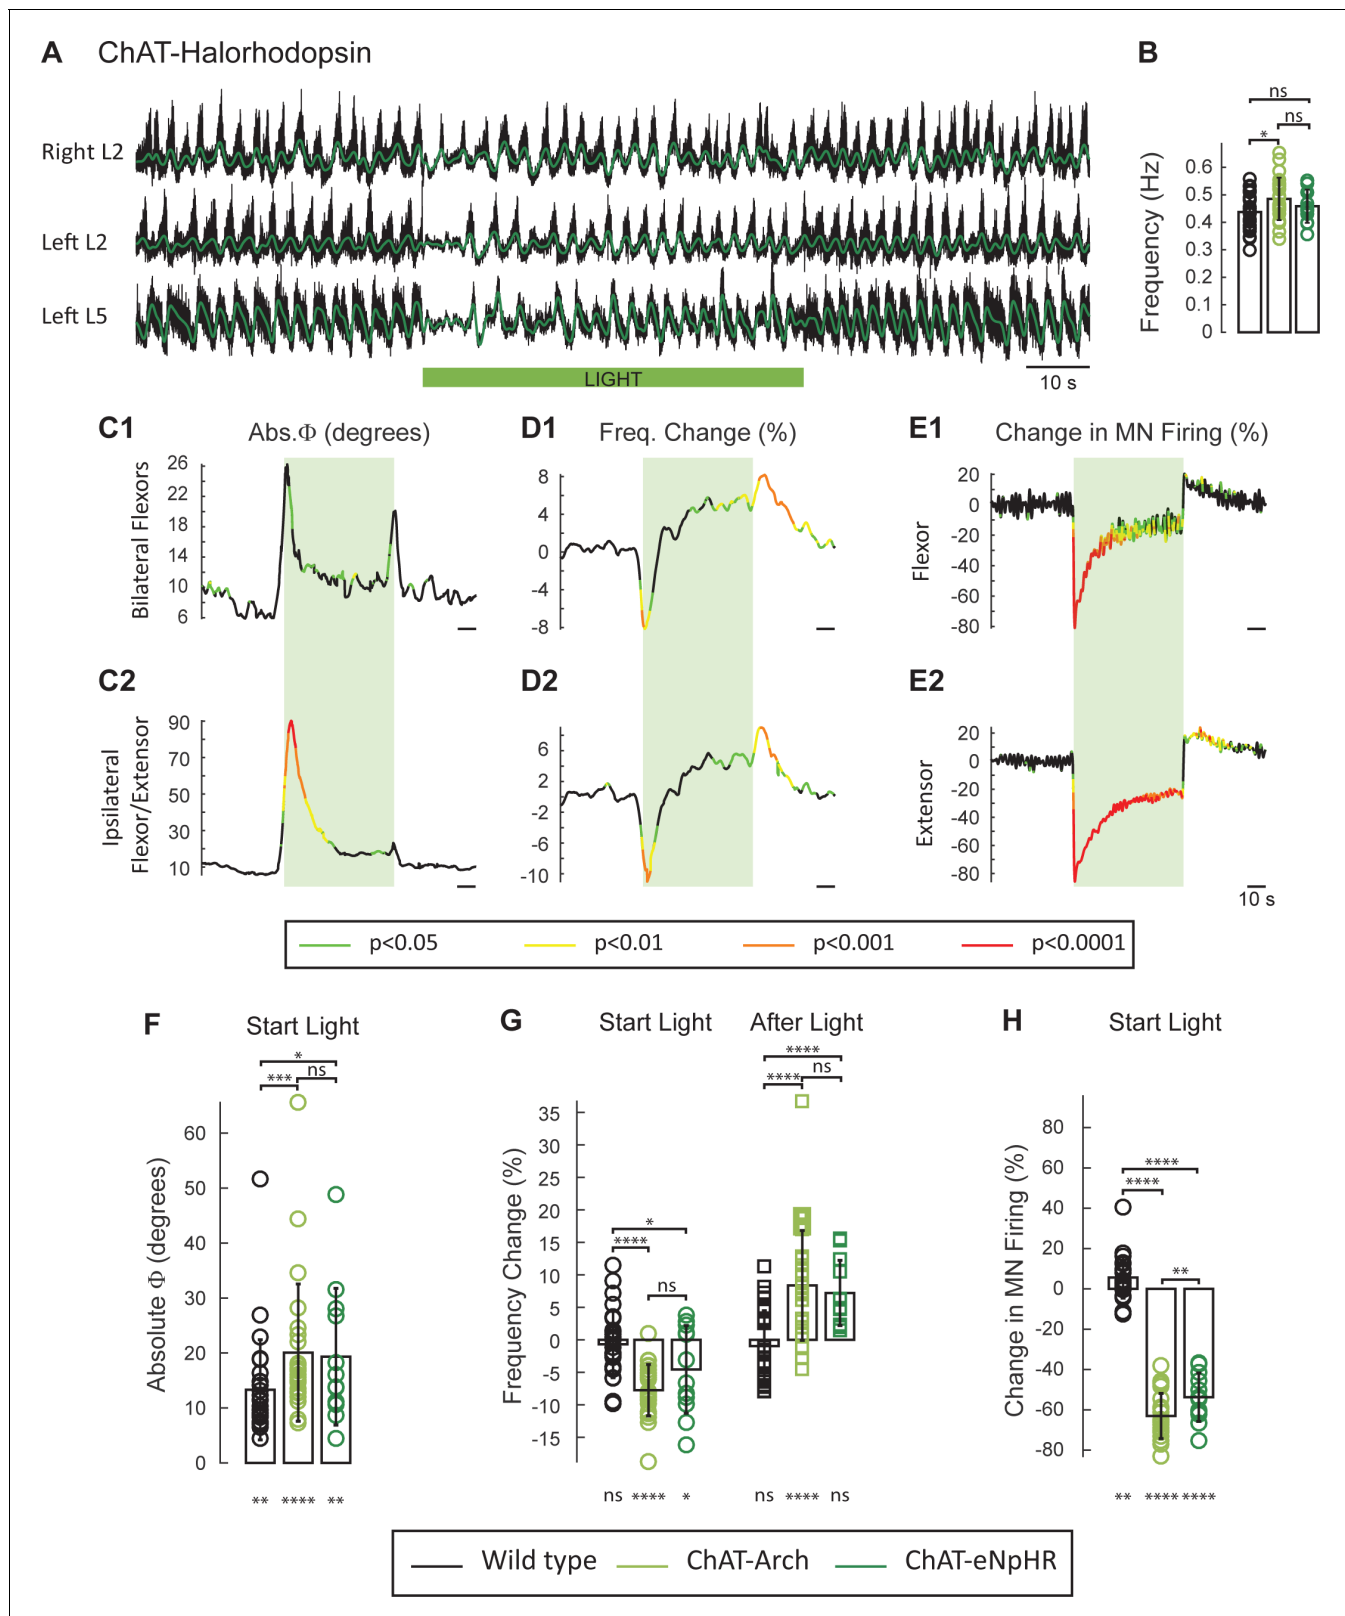 A ChAT-Halorhodopsin
Right L2
Left L2
Left L5
LIGHT
10 s
B
ns
* ns
Frequency (Hz)
0.6
0.5
0.4
0.3
0.2
0.1
0
C1 Abs.Φ (degrees)
Bilateral Flexors
26
22
18
14
10
6
D1 Freq. Change (%)
8
4
0
-4
-8
E1 Change in MN Firing (%)
Flexor
20
0
-20
-40
-60
-80
C2
Ipsilateral
Flexor/Extensor
90
70
50
30
10
D2
6
2
-2
-6
-10
E2
Extensor
20
0
-20
-40
-60
-80
10 s
p<0.05 p<0.01 p<0.001 p<0.0001
F Start Light
*
*** ns
Absolute Φ (degrees)
60
50
40
30
20
10
0
** **** **
G Start Light After Light
****
**** ns
*
****
ns
Frequency Change (%)
35
30
25
20
15
10
5
0
-5
-10
-15
ns **** * ns **** ns
H Start Light
****
****
**
Change in MN Firing (%)
80
60
40
20
0
-20
-40
-60
-80
** **** ****
Wild type ChAT-Arch ChAT-eNpHR